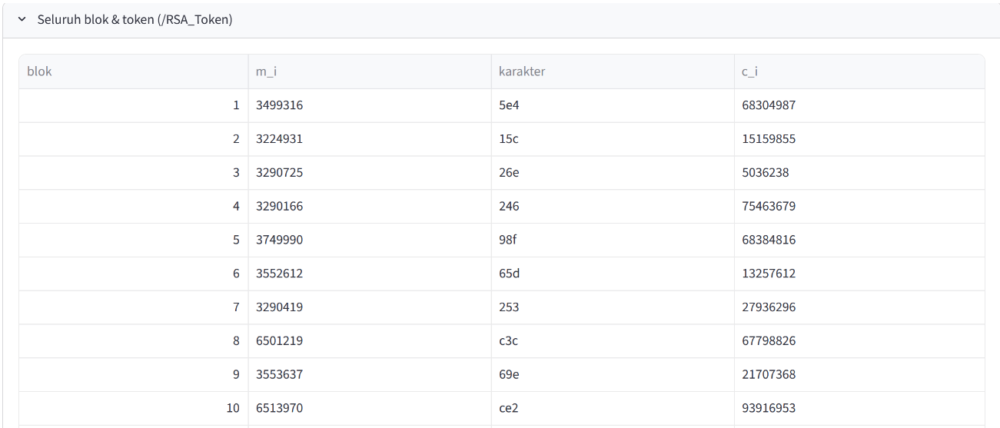 Seluruh blok & token (/RSA_Token)
blok m_i karakter c_i
1 3499316 5e4 68304987
2 3224931 15c 15159855
3 3290725 26e 5036238
4 3290166 246 75463679
5 3749990 98f 68384816
6 3552612 65d 13257612
7 3290419 253 27936296
8 6501219 c3c 67798826
9 3553637 69e 21707368
10 6513970 ce2 93916953